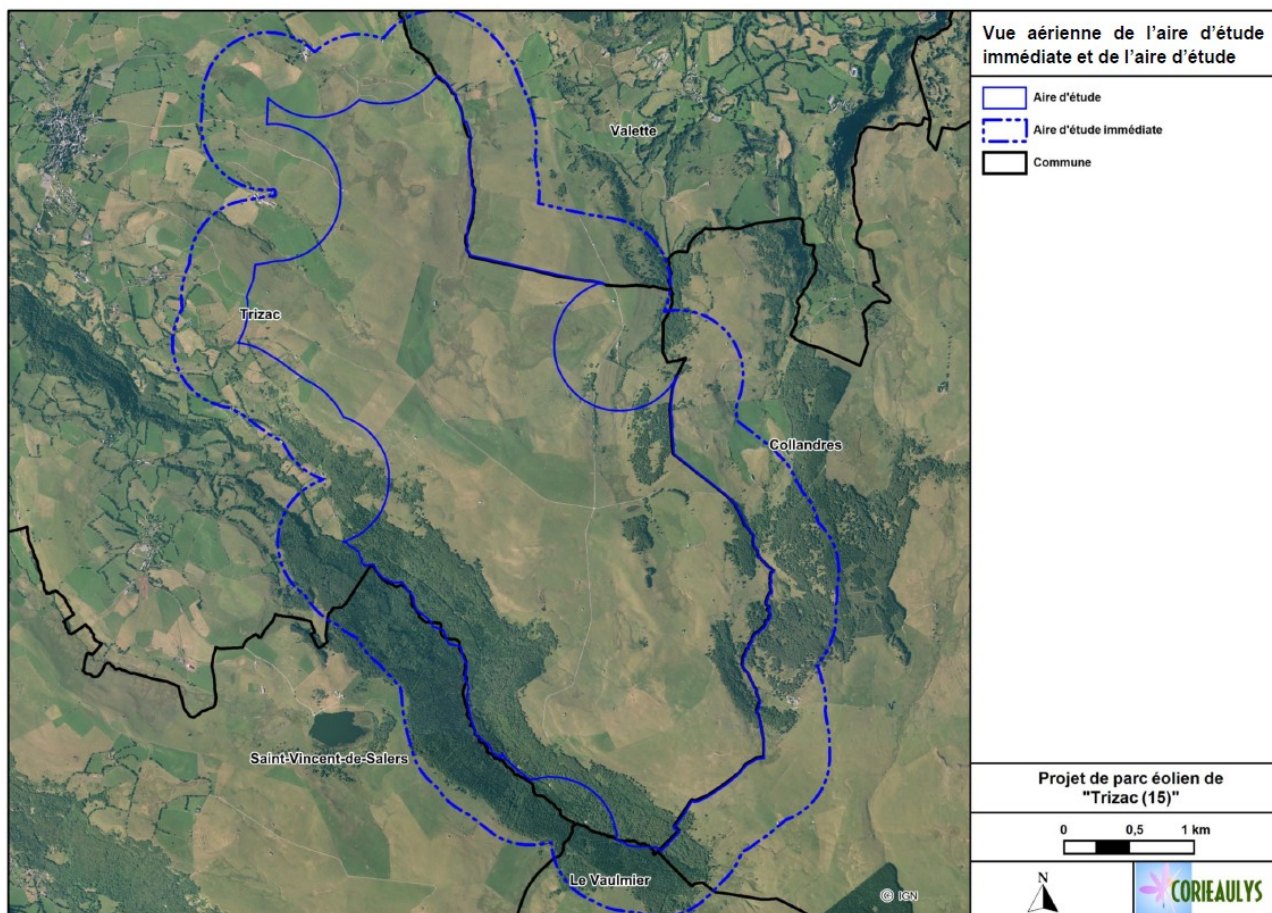 Vue aérienne de l'aire d'étude
immédiate et de l'aire d'étude
Aire d'étude
Aire d'étude immédiate
Commune
Valette
Trizac
Collandres
Saint-Vincent-de-Salers
Le Vaulmier
© IGN
Projet de parc éolien de
"Trizac (15)"
0 0,5 1 km
N
CORIEAULYS